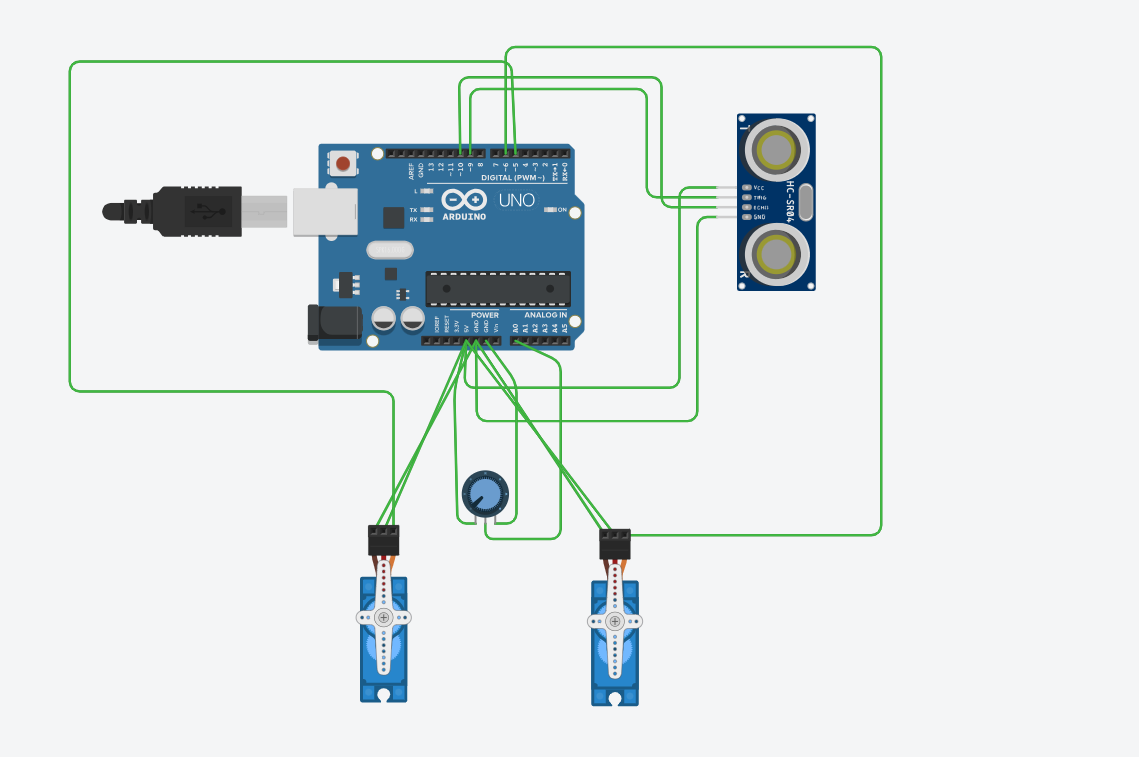 AREF
GND
13
12
~11
~10
~9
8
7
~6
~5
4
~3
2
TX→1
RX←0
DIGITAL (PWM~)
L
TX
RX
ARDUINO
UNO
ON
POWER
ANALOG IN
IOREF
RESET
3.3V
5V
GND
GND
Vin
A0
A1
A2
A3
A4
A5
T
VCC
TRIG
ECHO
GND
HC-SR04
R